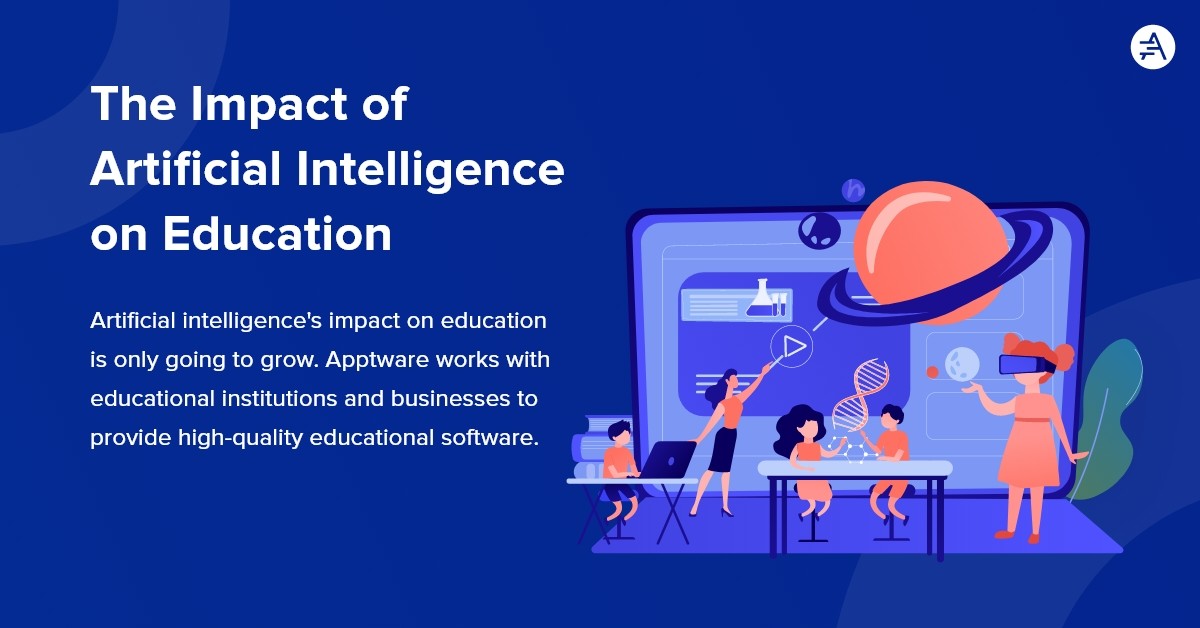 The Impact of
Artificial Intelligence
on Education
Artificial intelligence's impact on education
is only going to grow. Apptware works with
educational institutions and businesses to
provide high-quality educational software.